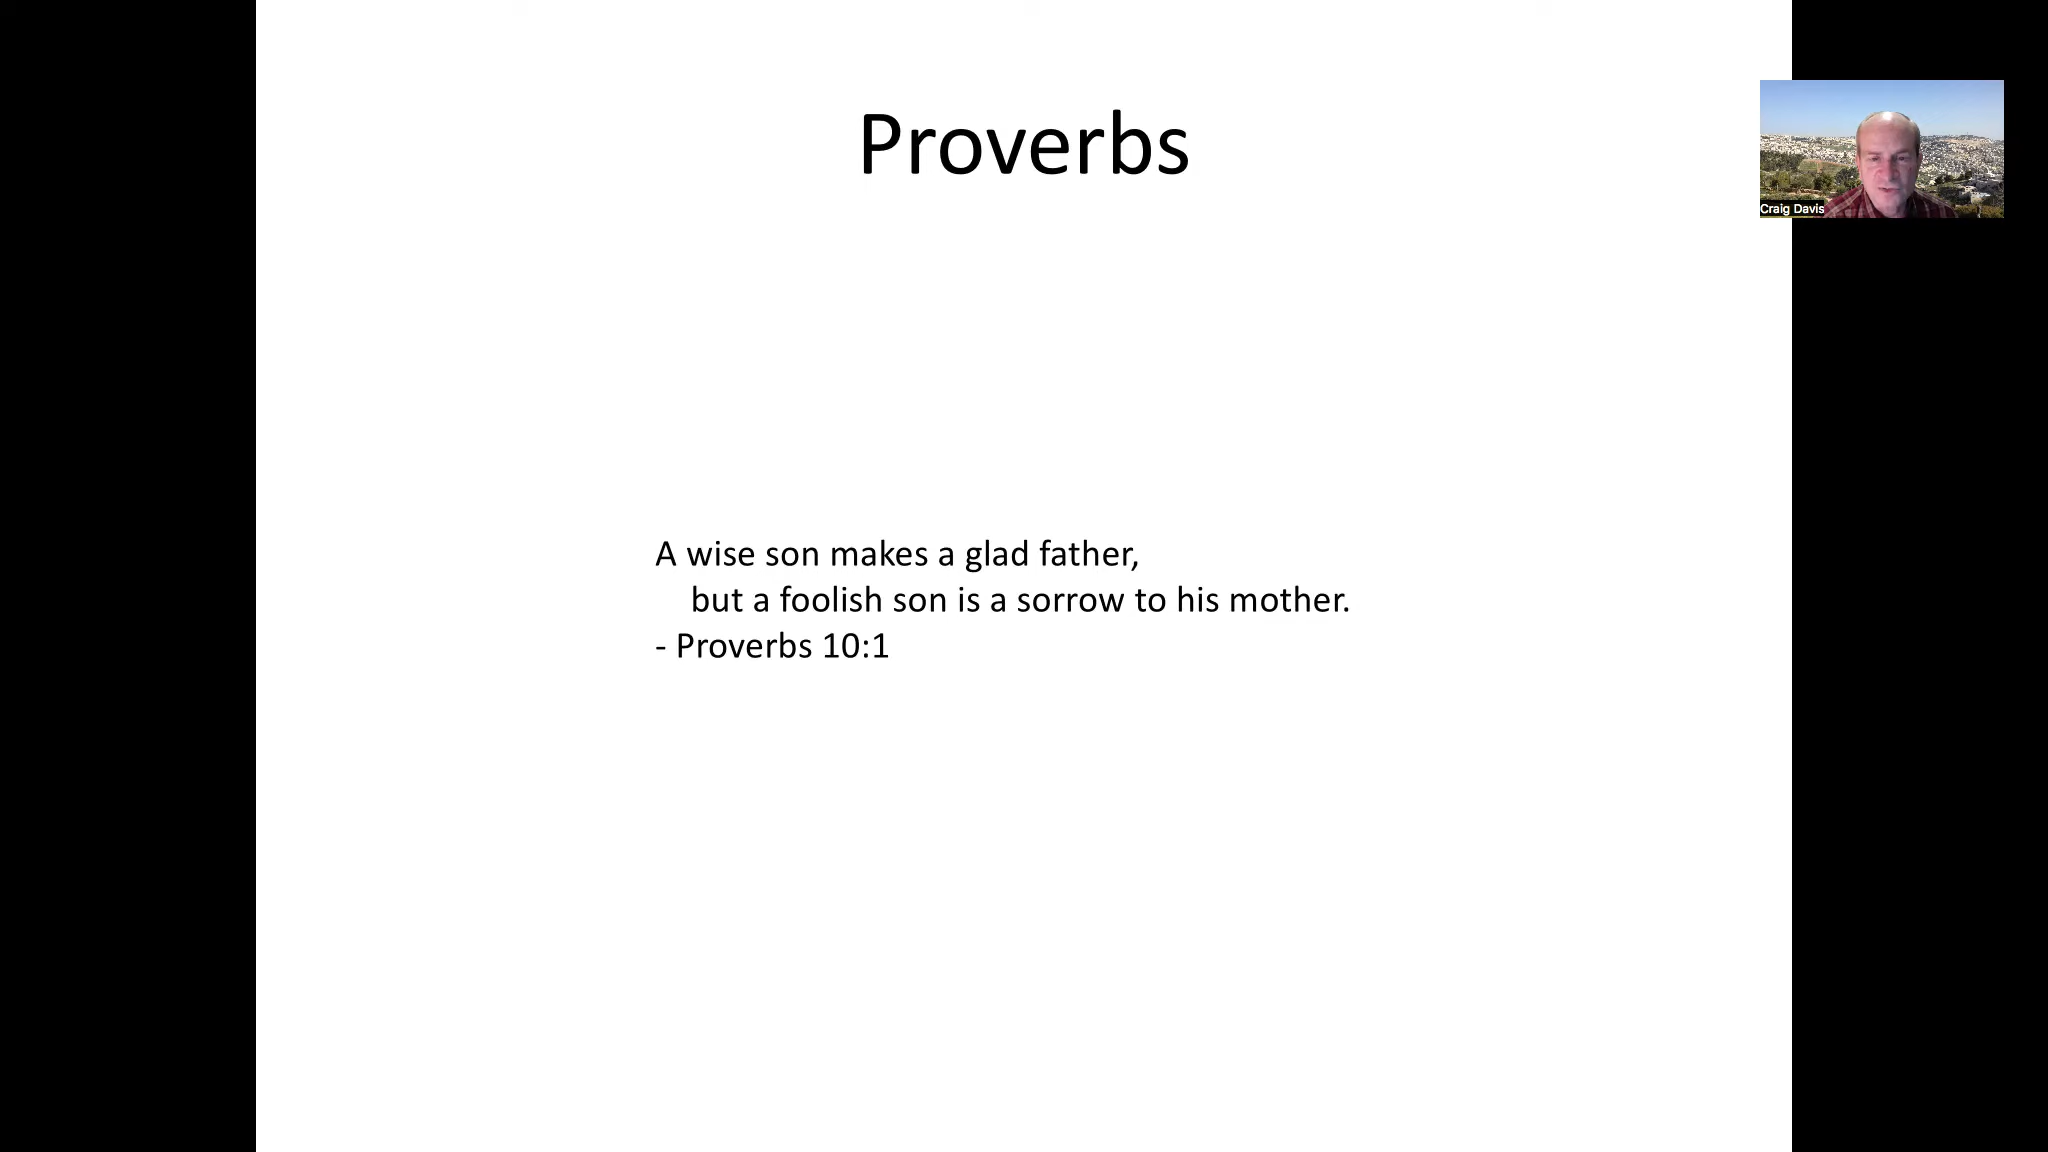 Proverbs
Craig Davis
A wise son makes a glad father,
but a foolish son is a sorrow to his mother.
- Proverbs 10:1